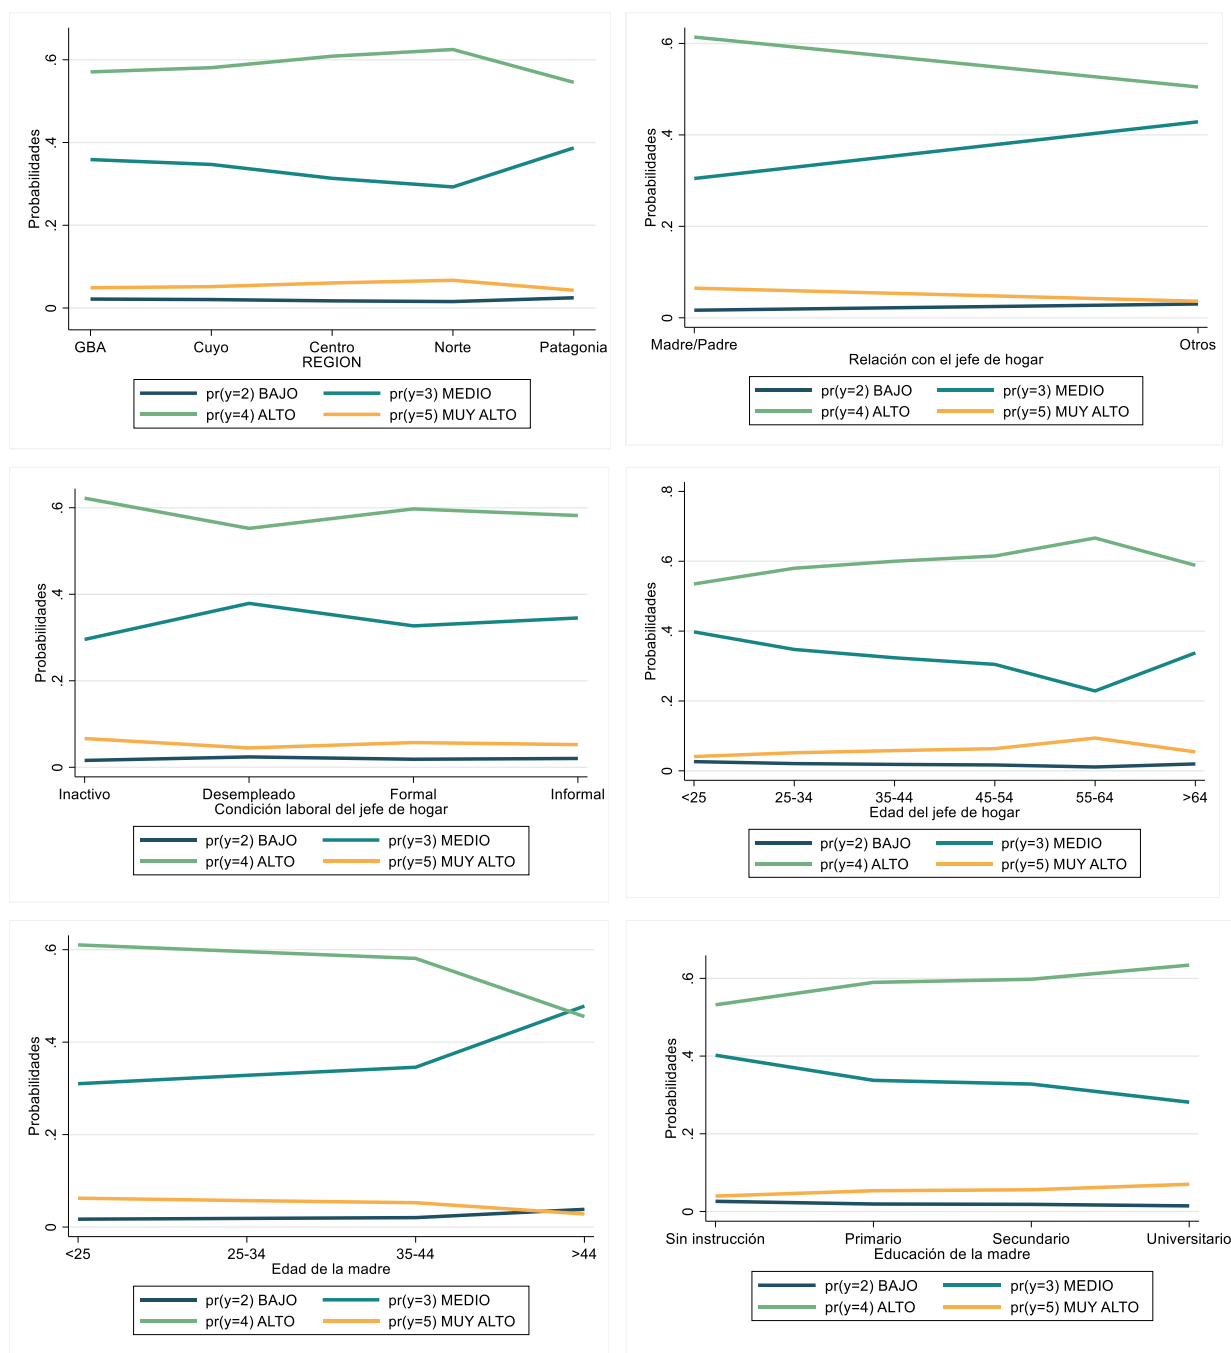 .6
.4
.2
0
Probabilidades
GBA Cuyo Centro Norte Patagonia
REGION
pr(y=2) BAJO pr(y=3) MEDIO
pr(y=4) ALTO pr(y=5) MUY ALTO
.6
.4
.2
0
Probabilidades
Madre/Padre Otros
Relación con el jefe de hogar
pr(y=2) BAJO pr(y=3) MEDIO
pr(y=4) ALTO pr(y=5) MUY ALTO
.6
.4
.2
0
Probabilidades
Inactivo Desempleado Formal Informal
Condición laboral del jefe de hogar
pr(y=2) BAJO pr(y=3) MEDIO
pr(y=4) ALTO pr(y=5) MUY ALTO
.8
.6
.4
.2
0
Probabilidades
<25 25-34 35-44 45-54 55-64 >64
Edad del jefe de hogar
pr(y=2) BAJO pr(y=3) MEDIO
pr(y=4) ALTO pr(y=5) MUY ALTO
.6
.4
.2
0
Probabilidades
<25 25-34 35-44 >44
Edad de la madre
pr(y=2) BAJO pr(y=3) MEDIO
pr(y=4) ALTO pr(y=5) MUY ALTO
.6
.4
.2
0
Probabilidades
Sin instrucción Primario Secundario Universitario
Educación de la madre
pr(y=2) BAJO pr(y=3) MEDIO
pr(y=4) ALTO pr(y=5) MUY ALTO